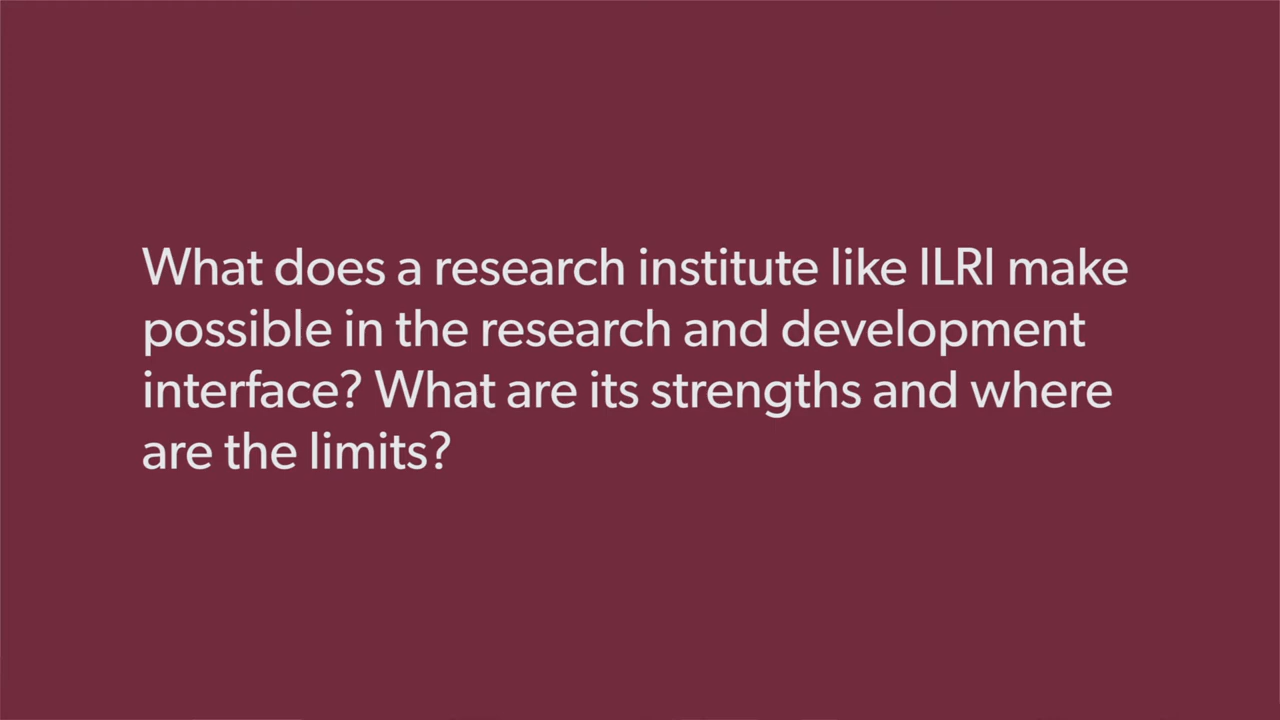 What does a research institute like ILRI make
possible in the research and development
interface? What are its strengths and where
are the limits?